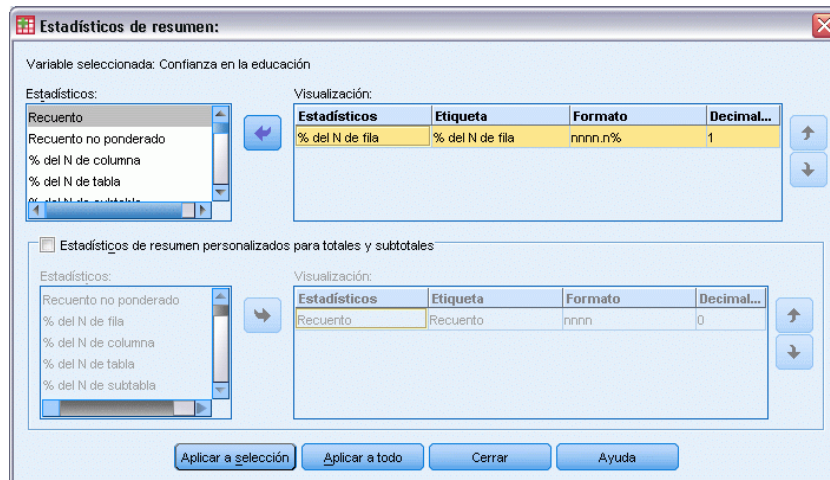 Estadísticos de resumen:
Variable seleccionada: Confianza en la educación
Estadísticos:
Recuento
Recuento no ponderado
% del N de columna
% del N de tabla
% del N de subtabla
Visualización:
Estadísticos Etiqueta Formato Decimal...
% del N de fila % del N de fila nnnn.n% 1
Estadísticos de resumen personalizados para totales y subtotales
Estadísticos:
Recuento no ponderado
% del N de fila
% del N de columna
% del N de tabla
% del N de subtabla
Visualización:
Estadísticos Etiqueta Formato Decimal...
Recuento Recuento nnnn 0
Aplicar a selección Aplicar a todo Cerrar Ayuda